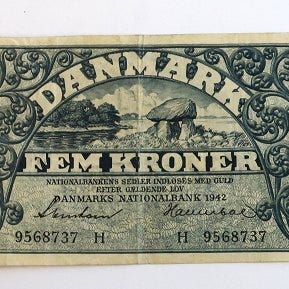 DANMARK
FEM KRONER
NATIONALBANKENS SEDLER INDLØSES MED GULD
EFTER GÆLDENDE LOV
DANMARKS NATIONALBANK 1942
9568737 H H 9568737